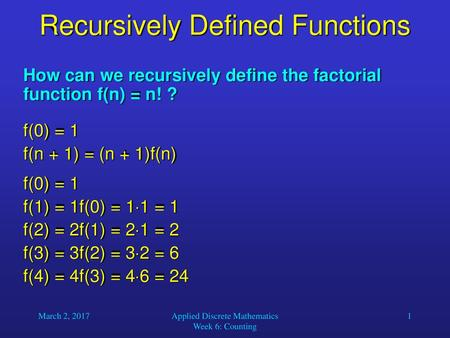 Recursively Defined Functions
How can we recursively define the factorial
function f(n) = n! ?
f(0) = 1
f(n + 1) = (n + 1)f(n)
f(0) = 1
f(1) = 1f(0) = 1⋅1 = 1
f(2) = 2f(1) = 2⋅1 = 2
f(3) = 3f(2) = 3⋅2 = 6
f(4) = 4f(3) = 4⋅6 = 24
March 2, 2017
Applied Discrete Mathematics
Week 6: Counting
1